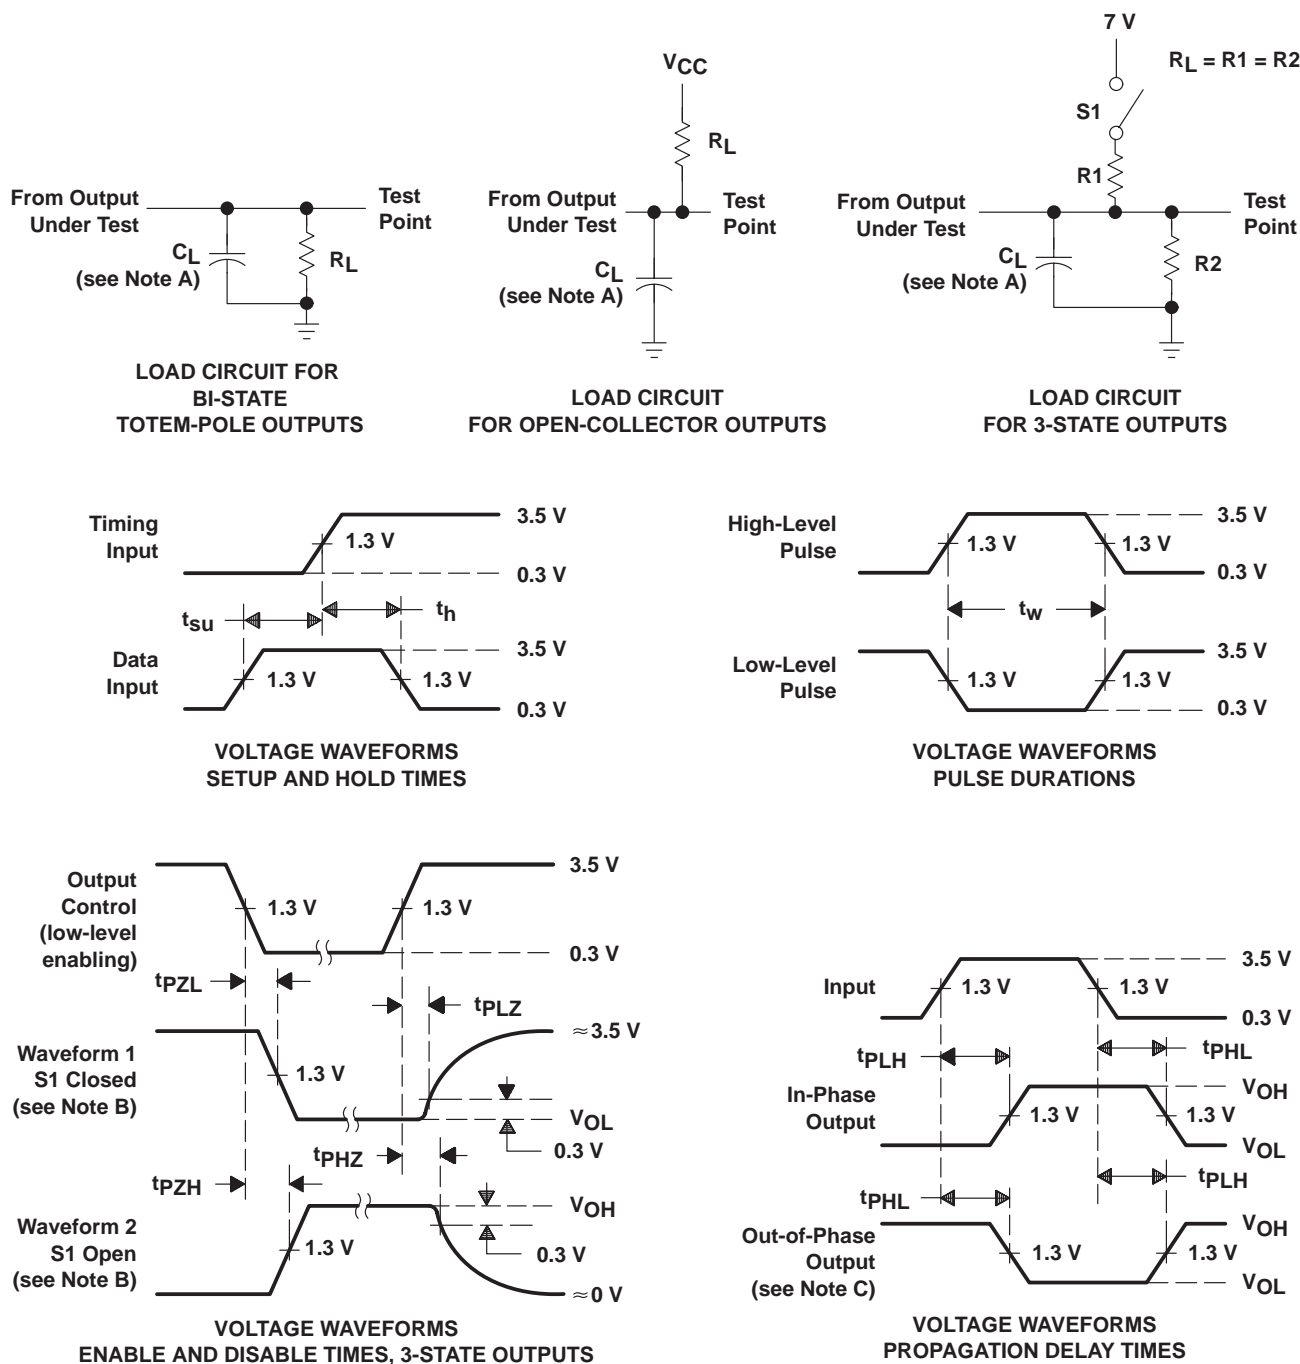 7 V
RL = R1 = R2
S1
R1
From Output
Under Test
Test
Point
CL
(see Note A)
R2
LOAD CIRCUIT
FOR 3-STATE OUTPUTS
VCC
RL
From Output
Under Test
Test
Point
CL
(see Note A)
LOAD CIRCUIT
FOR OPEN-COLLECTOR OUTPUTS
From Output
Under Test
Test
Point
CL
(see Note A)
RL
LOAD CIRCUIT FOR
BI-STATE
TOTEM-POLE OUTPUTS
Timing
Input
1.3 V
3.5 V
0.3 V
tsu
th
Data
Input
1.3 V
1.3 V
3.5 V
0.3 V
VOLTAGE WAVEFORMS
SETUP AND HOLD TIMES
High-Level
Pulse
1.3 V
1.3 V
3.5 V
0.3 V
tw
Low-Level
Pulse
1.3 V
1.3 V
3.5 V
0.3 V
VOLTAGE WAVEFORMS
PULSE DURATIONS
Output
Control
(low-level
enabling)
1.3 V
1.3 V
3.5 V
0.3 V
tPZL
tPLZ
Waveform 1
S1 Closed
(see Note B)
1.3 V
≈3.5 V
VOL
0.3 V
tPHZ
tPZH
Waveform 2
S1 Open
(see Note B)
1.3 V
VOH
0.3 V
≈0 V
VOLTAGE WAVEFORMS
ENABLE AND DISABLE TIMES, 3-STATE OUTPUTS
Input
1.3 V
1.3 V
3.5 V
0.3 V
tPLH
tPHL
In-Phase
Output
1.3 V
1.3 V
VOH
VOL
tPHL
tPLH
Out-of-Phase
Output
(see Note C)
1.3 V
1.3 V
VOH
VOL
VOLTAGE WAVEFORMS
PROPAGATION DELAY TIMES